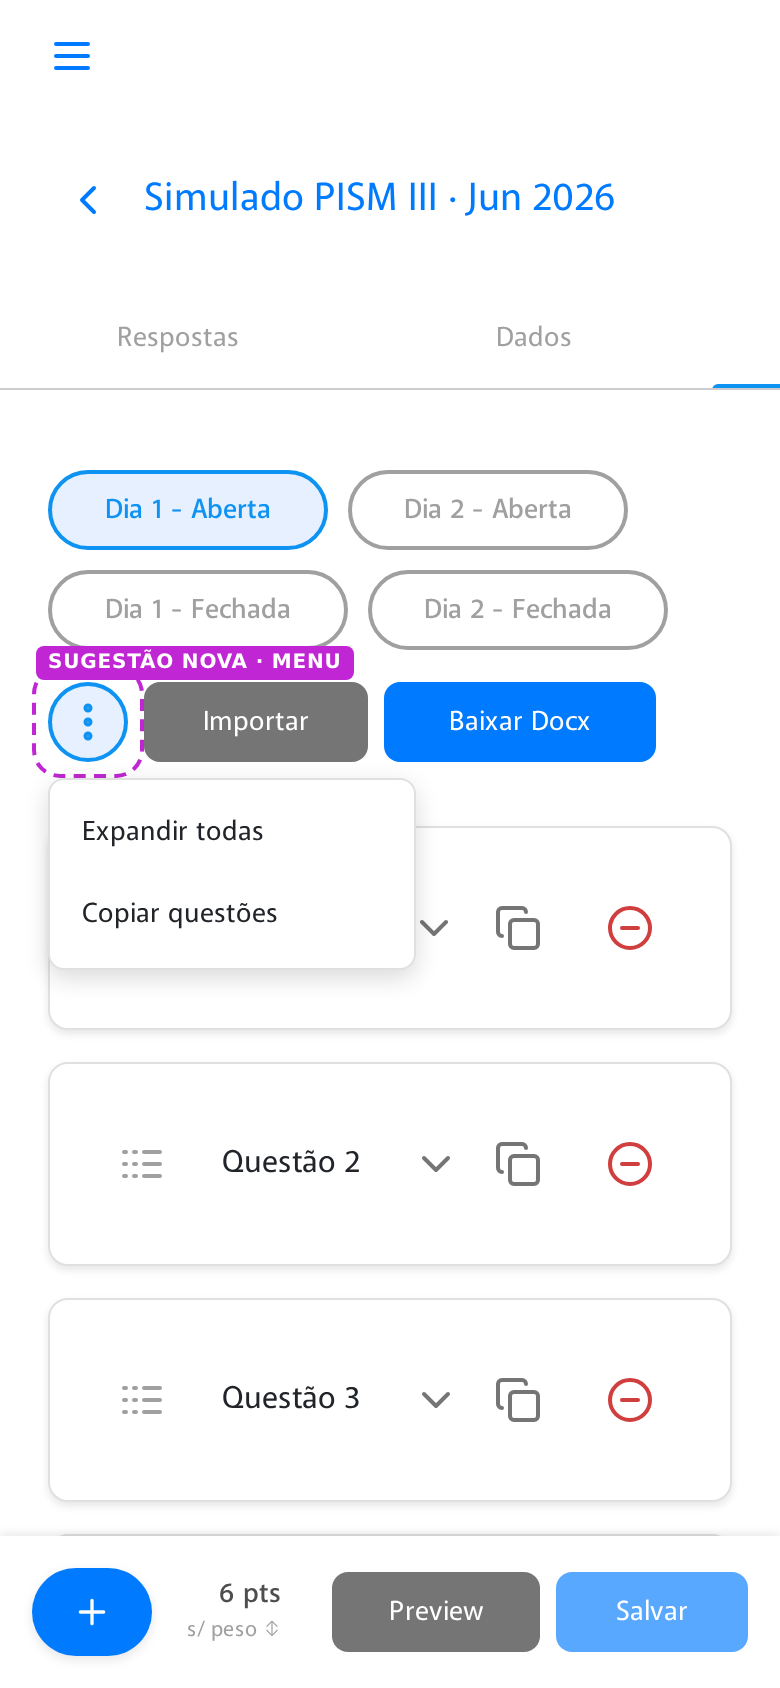 Simulado PISM III · Jun 2026
Respostas
Dados
Dia 1 - Aberta
Dia 2 - Aberta
Dia 1 - Fechada
Dia 2 - Fechada
SUGESTÃO NOVA · MENU
Importar
Baixar Docx
Expandir todas
Copiar questões
Questão 2
Questão 3
6 pts
s/ peso ⇕
Preview
Salvar